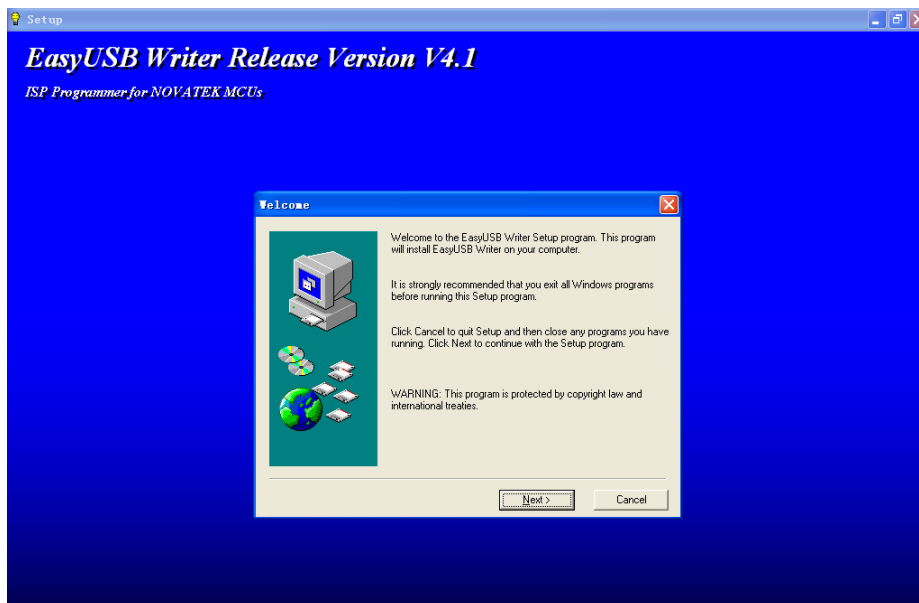 Setup
EasyUSB Writer Release Version V4.1
ISP Programmer for NOVATEK MCUs
Welcome
Welcome to the EasyUSB Writer Setup program. This program
will install EasyUSB Writer on your computer.
It is strongly recommended that you exit all Windows programs
before running this Setup program.
Click Cancel to quit Setup and then close any programs you have
running. Click Next to continue with the Setup program.
WARNING: This program is protected by copyright law and
international treaties.
Next >
Cancel